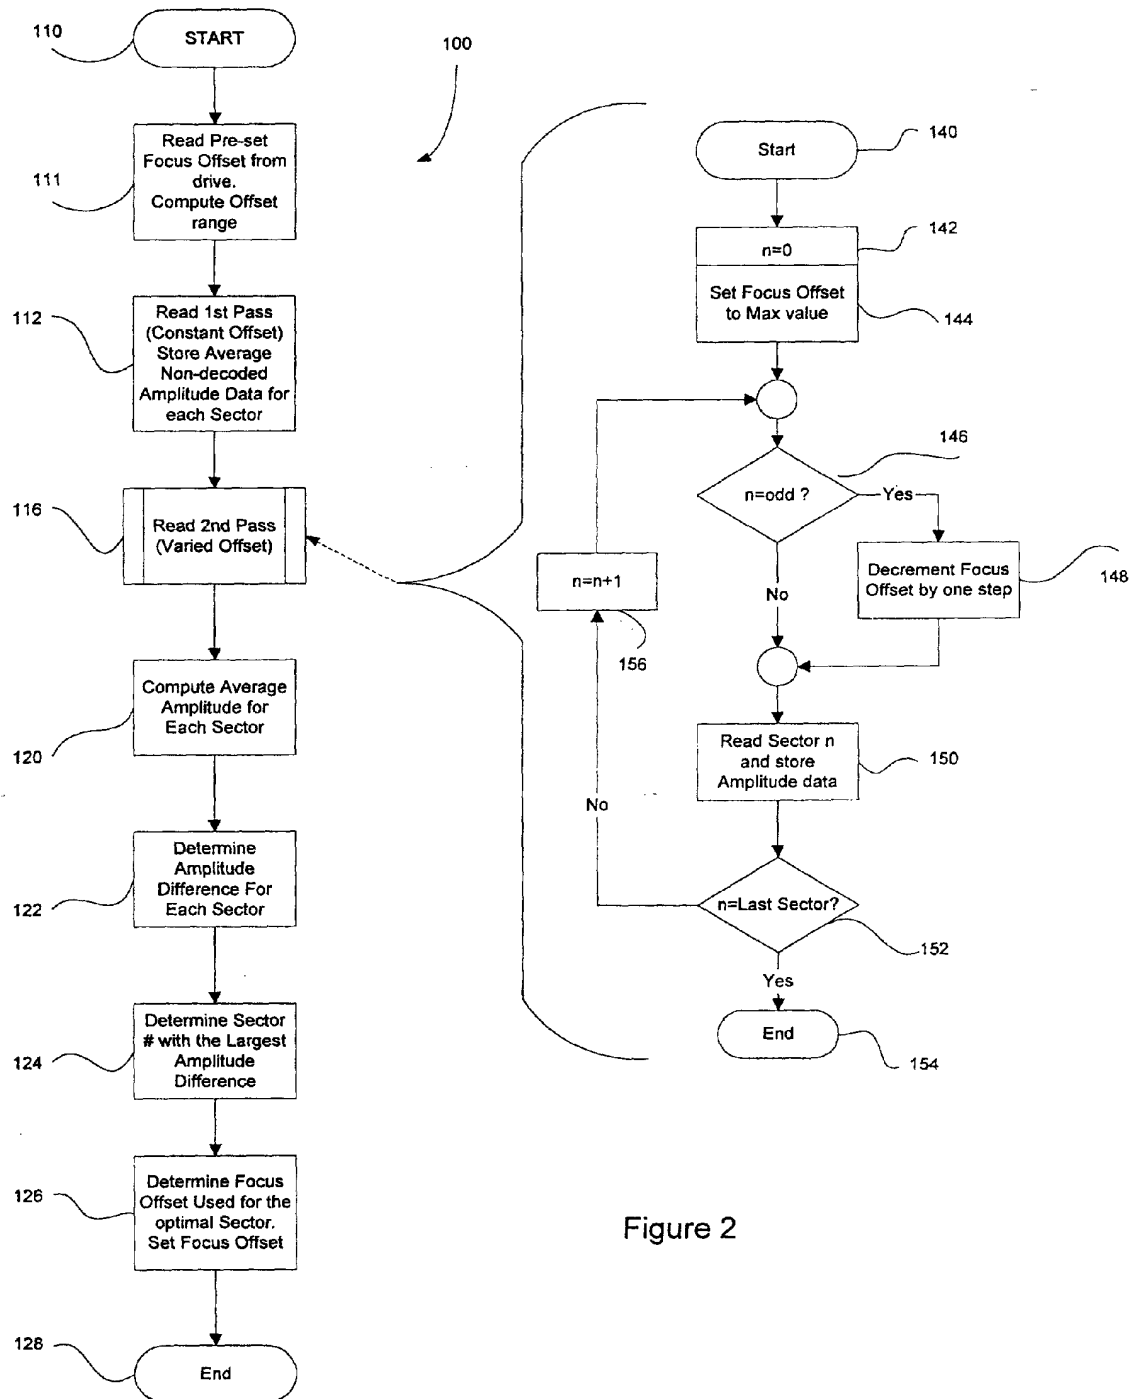 110
START
100
111
Read Pre-set
Focus Offset from
drive.
Compute Offset
range
112
Read 1st Pass
(Constant Offset)
Store Average
Non-decoded
Amplitude Data for
each Sector
116
Read 2nd Pass
(Varied Offset)
120
Compute Average
Amplitude for
Each Sector
122
Determine
Amplitude
Difference For
Each Sector
124
Determine Sector
# with the Largest
Amplitude
Difference
126
Determine Focus
Offset Used for the
optimal Sector.
Set Focus Offset
128
End
Start
140
n=0
142
Set Focus Offset
to Max value
144
146
n=odd ?
Yes
No
Decrement Focus
Offset by one step
148
n=n+1
156
Read Sector n
and store
Amplitude data
150
No
n=Last Sector?
152
Yes
End
154
Figure 2